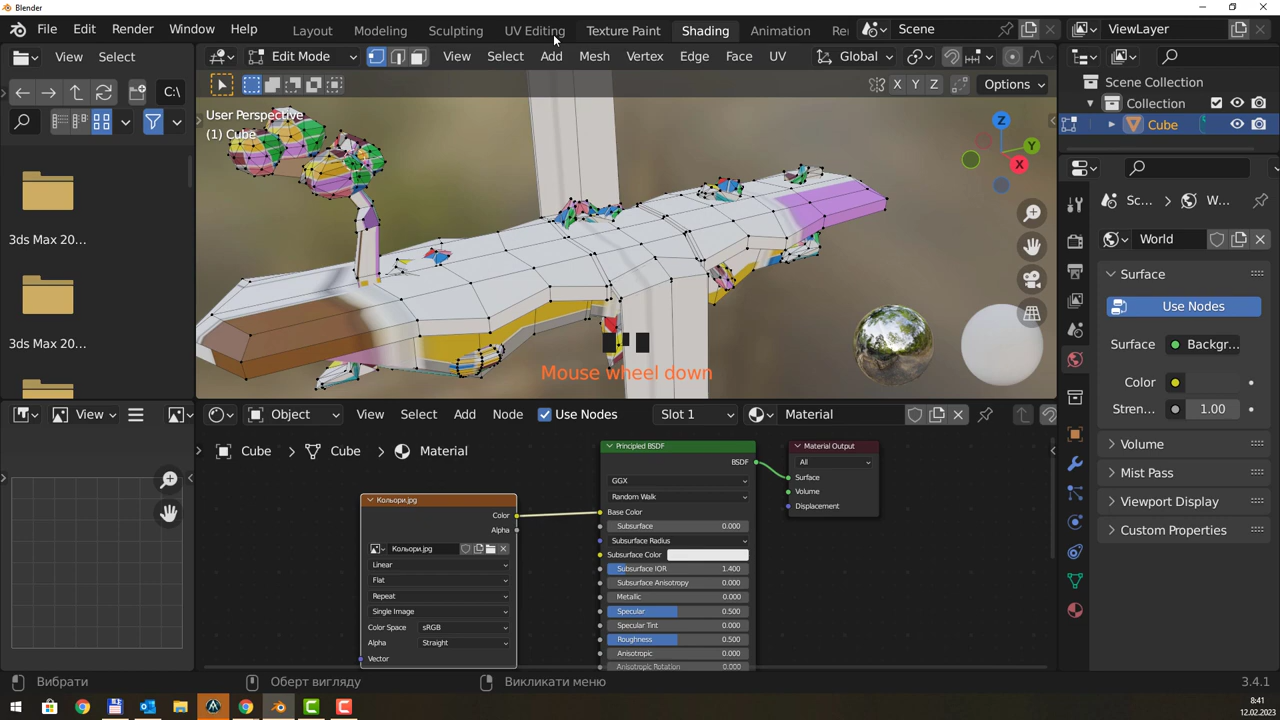 Blender
File Edit Render Window Help
Layout Modeling Sculpting UV Editing Texture Paint Shading Animation Re
Scene
ViewLayer
View Select
Edit Mode
View Select Add Mesh Vertex Edge Face UV
Global
C:\
X Y Z
Options
User Perspective
(1) Cube
Z
Y
X
3ds Max 20...
3ds Max 20...
Mouse wheel down
Scene Collection
Collection
Cube
Sc... > W...
World
Surface
Use Nodes
Surface Backgr...
Color
Stren... 1.00
Volume
Mist Pass
Viewport Display
Custom Properties
View
Object
View Select Add Node Use Nodes
Slot 1
Material
Cube > Cube > Material
Кольори.jpg
Color
Alpha
Кольори.jpg
Linear
Flat
Repeat
Single Image
Color Space sRGB
Alpha Straight
Vector
Principled BSDF
BSDF
GGX
Random Walk
Base Color
Subsurface 0.000
Subsurface Radius
Subsurface Color
Subsurface IOR 1.400
Subsurface Anisotropy 0.000
Metallic 0.000
Specular 0.500
Specular Tint 0.000
Roughness 0.500
Anisotropic 0.000
Anisotropic Rotation 0.000
Material Output
All
Surface
Volume
Displacement
Вибрати
Оберт вигляду
Викликати меню
3.4.1
8:41
12.02.2023